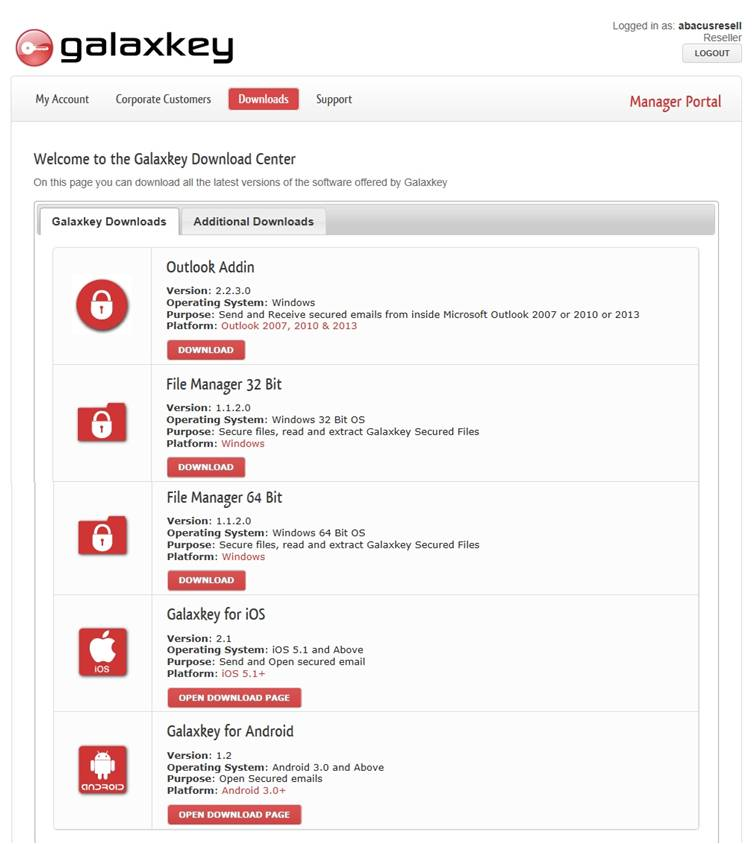 Logged in as: abacusresell
Reseller
LOGOUT
galaxkey
My Account Corporate Customers Downloads Support Manager Portal
Welcome to the Galaxkey Download Center
On this page you can download all the latest versions of the software offered by Galaxkey
Galaxkey Downloads Additional Downloads
Outlook Addin
Version: 2.2.3.0
Operating System: Windows
Purpose: Send and Receive secured emails from inside Microsoft Outlook 2007 or 2010 or 2013
Platform: Outlook 2007, 2010 & 2013
DOWNLOAD
File Manager 32 Bit
Version: 1.1.2.0
Operating System: Windows 32 Bit OS
Purpose: Secure files, read and extract Galaxkey Secured Files
Platform: Windows
DOWNLOAD
File Manager 64 Bit
Version: 1.1.2.0
Operating System: Windows 64 Bit OS
Purpose: Secure files, read and extract Galaxkey Secured Files
Platform: Windows
DOWNLOAD
Galaxkey for iOS
Version: 2.1
Operating System: iOS 5.1 and Above
Purpose: Send and Open secured email
Platform: iOS 5.1+
iOS
OPEN DOWNLOAD PAGE
Galaxkey for Android
Version: 1.2
Operating System: Android 3.0 and Above
Purpose: Open Secured emails
Platform: Android 3.0+
ANDROID
OPEN DOWNLOAD PAGE